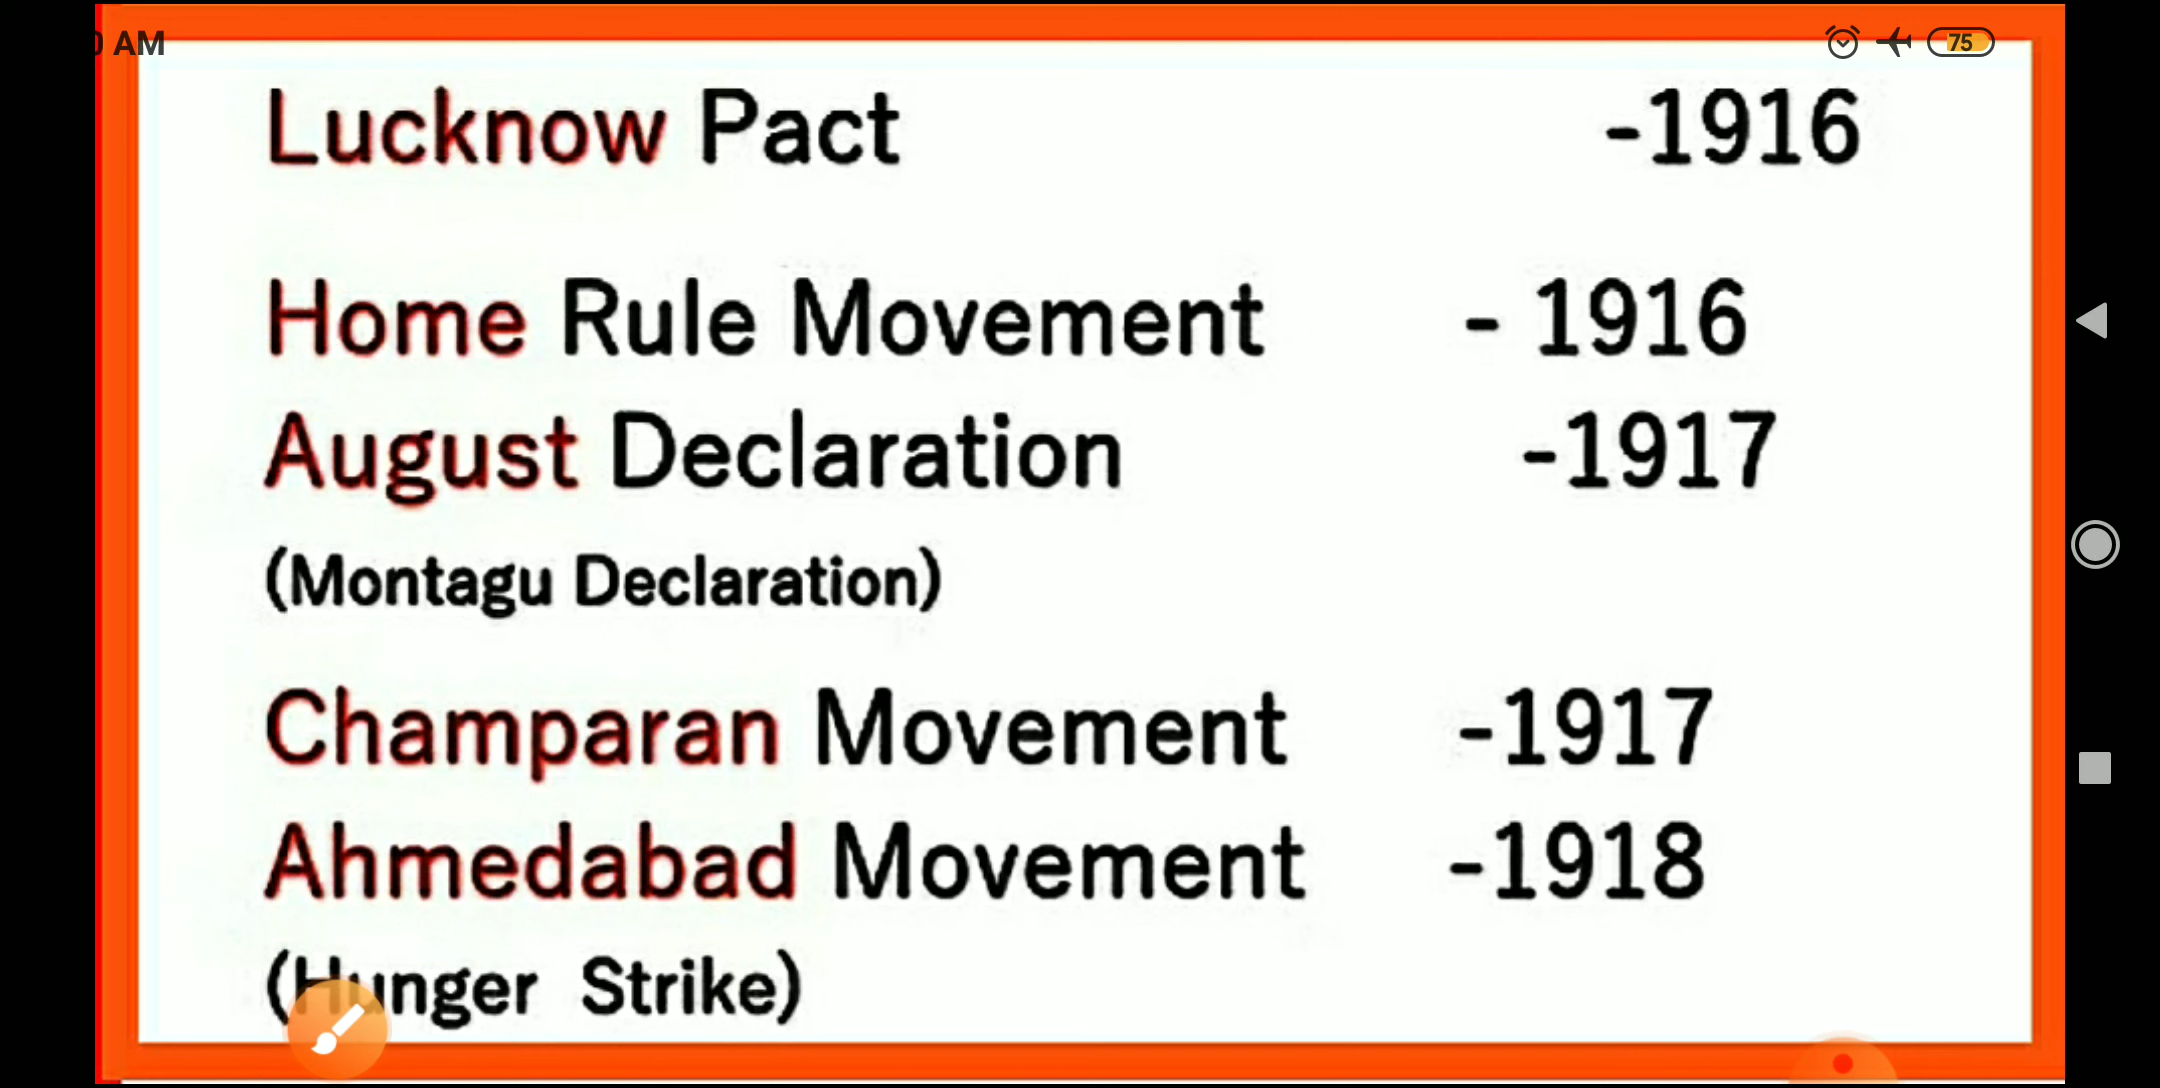 0 AM 75
Lucknow Pact -1916
Home Rule Movement - 1916
August Declaration -1917
(Montagu Declaration)
Champaran Movement -1917
Ahmedabad Movement -1918
(Hunger Strike)